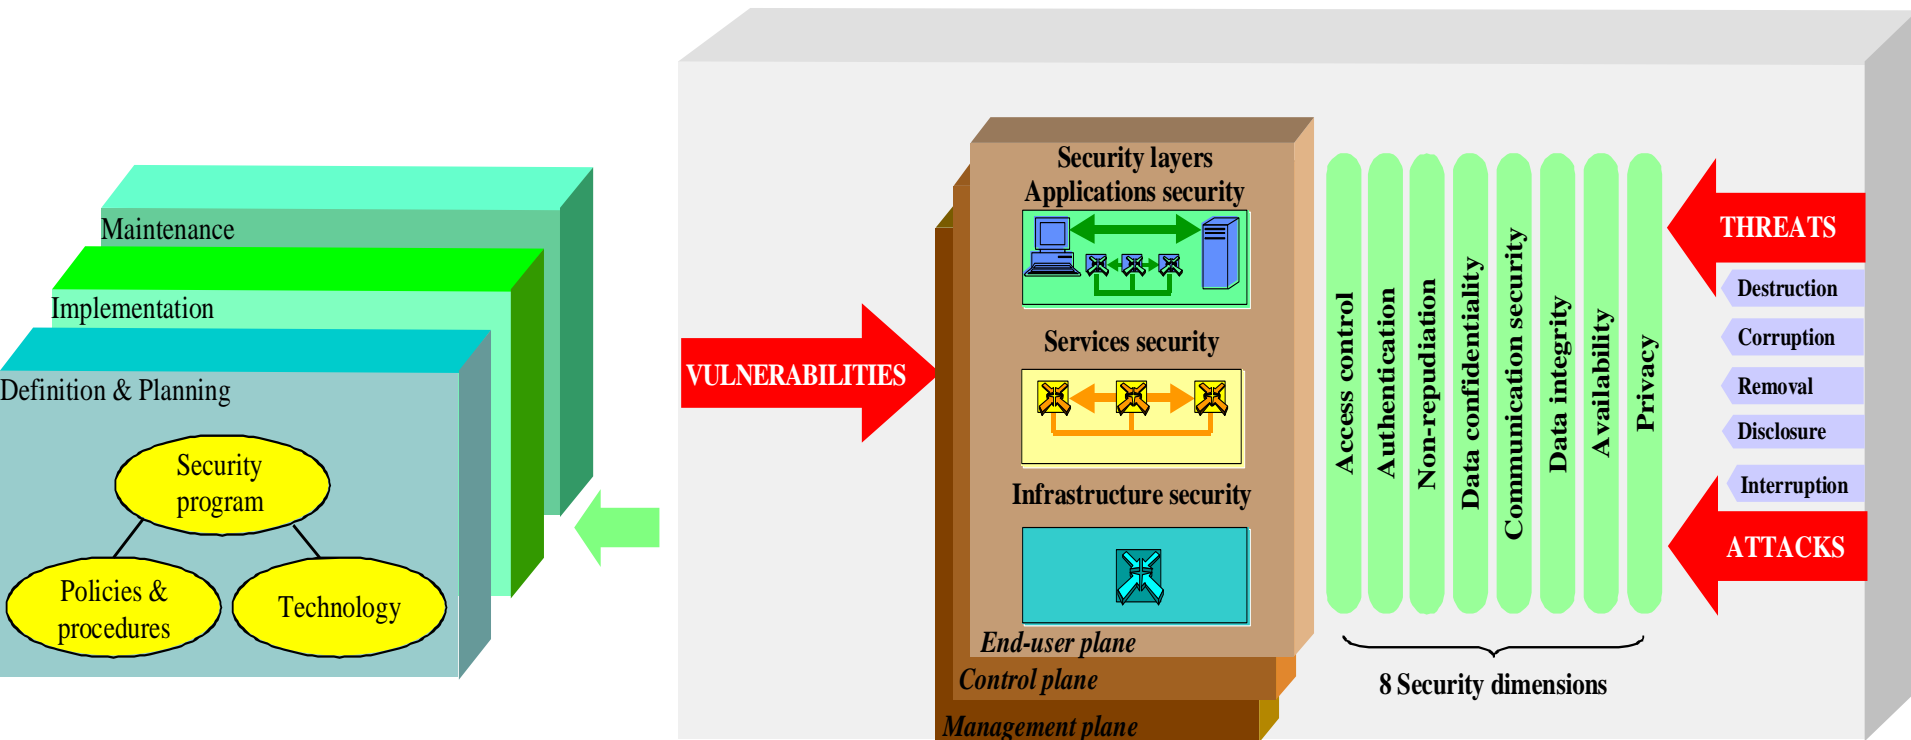 Maintenance
Implementation
Definition & Planning
Security
program
Policies &
procedures
Technology
VULNERABILITIES
Security layers
Applications security
Services security
Infrastructure security
End-user plane
Control plane
Management plane
Access control
Authentication
Non-repudiation
Data confidentiality
Communication security
Data integrity
Availability
Privacy
8 Security dimensions
THREATS
Destruction
Corruption
Removal
Disclosure
Interruption
ATTACKS